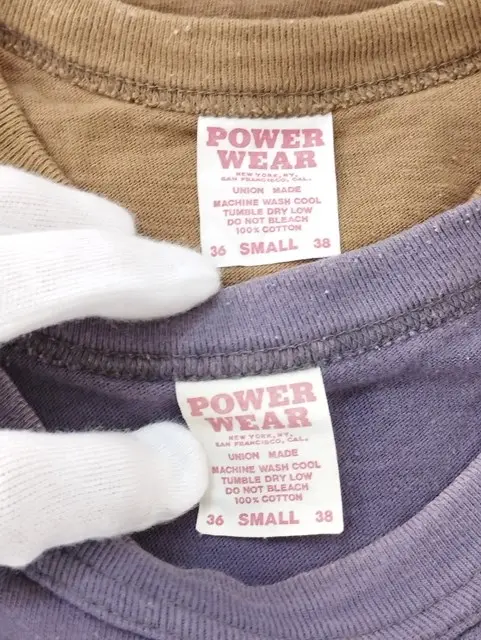 POWER
WEAR
NEW YORK, NY.
SAN FRANCISCO, CAL.
UNION MADE
MACHINE WASH COOL
TUMBLE DRY LOW
DO NOT BLEACH
100% COTTON
36 SMALL 38
POWER
WEAR
NEW YORK, NY.
SAN FRANCISCO, CAL.
UNION MADE
MACHINE WASH COOL
TUMBLE DRY LOW
DO NOT BLEACH
100% COTTON
36 SMALL 38